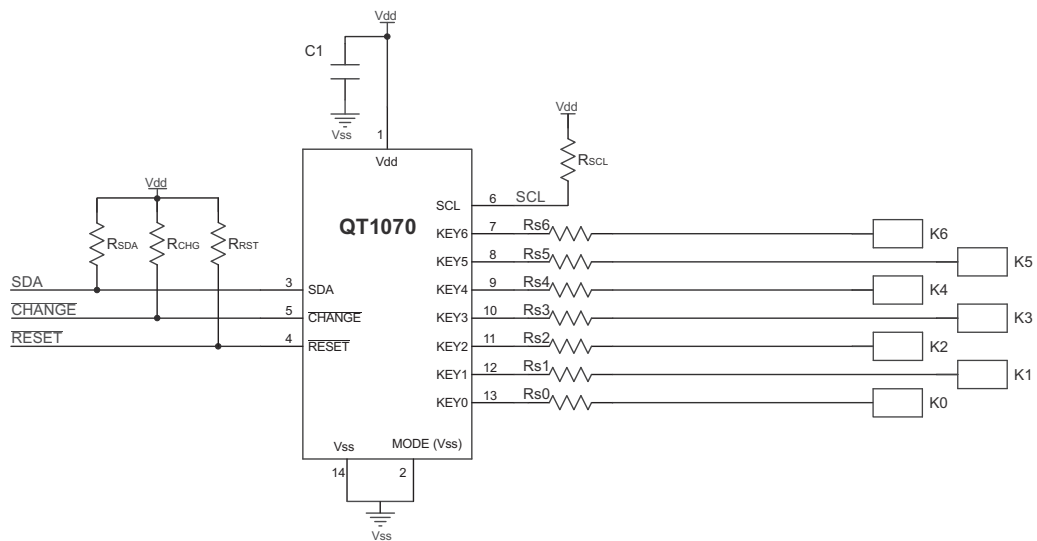 Vdd
C1
Vss
1
Vdd
Vdd
RSCL
QT1070
SCL
6
SCL
Vdd
RSDA
RCHG
RRST
SDA
3
SDA
CHANGE
5
CHANGE
RESET
4
RESET
KEY6
7
Rs6
K6
KEY5
8
Rs5
K5
KEY4
9
Rs4
K4
KEY3
10
Rs3
K3
KEY2
11
Rs2
K2
KEY1
12
Rs1
K1
KEY0
13
Rs0
K0
Vss
MODE (Vss)
14
2
Vss